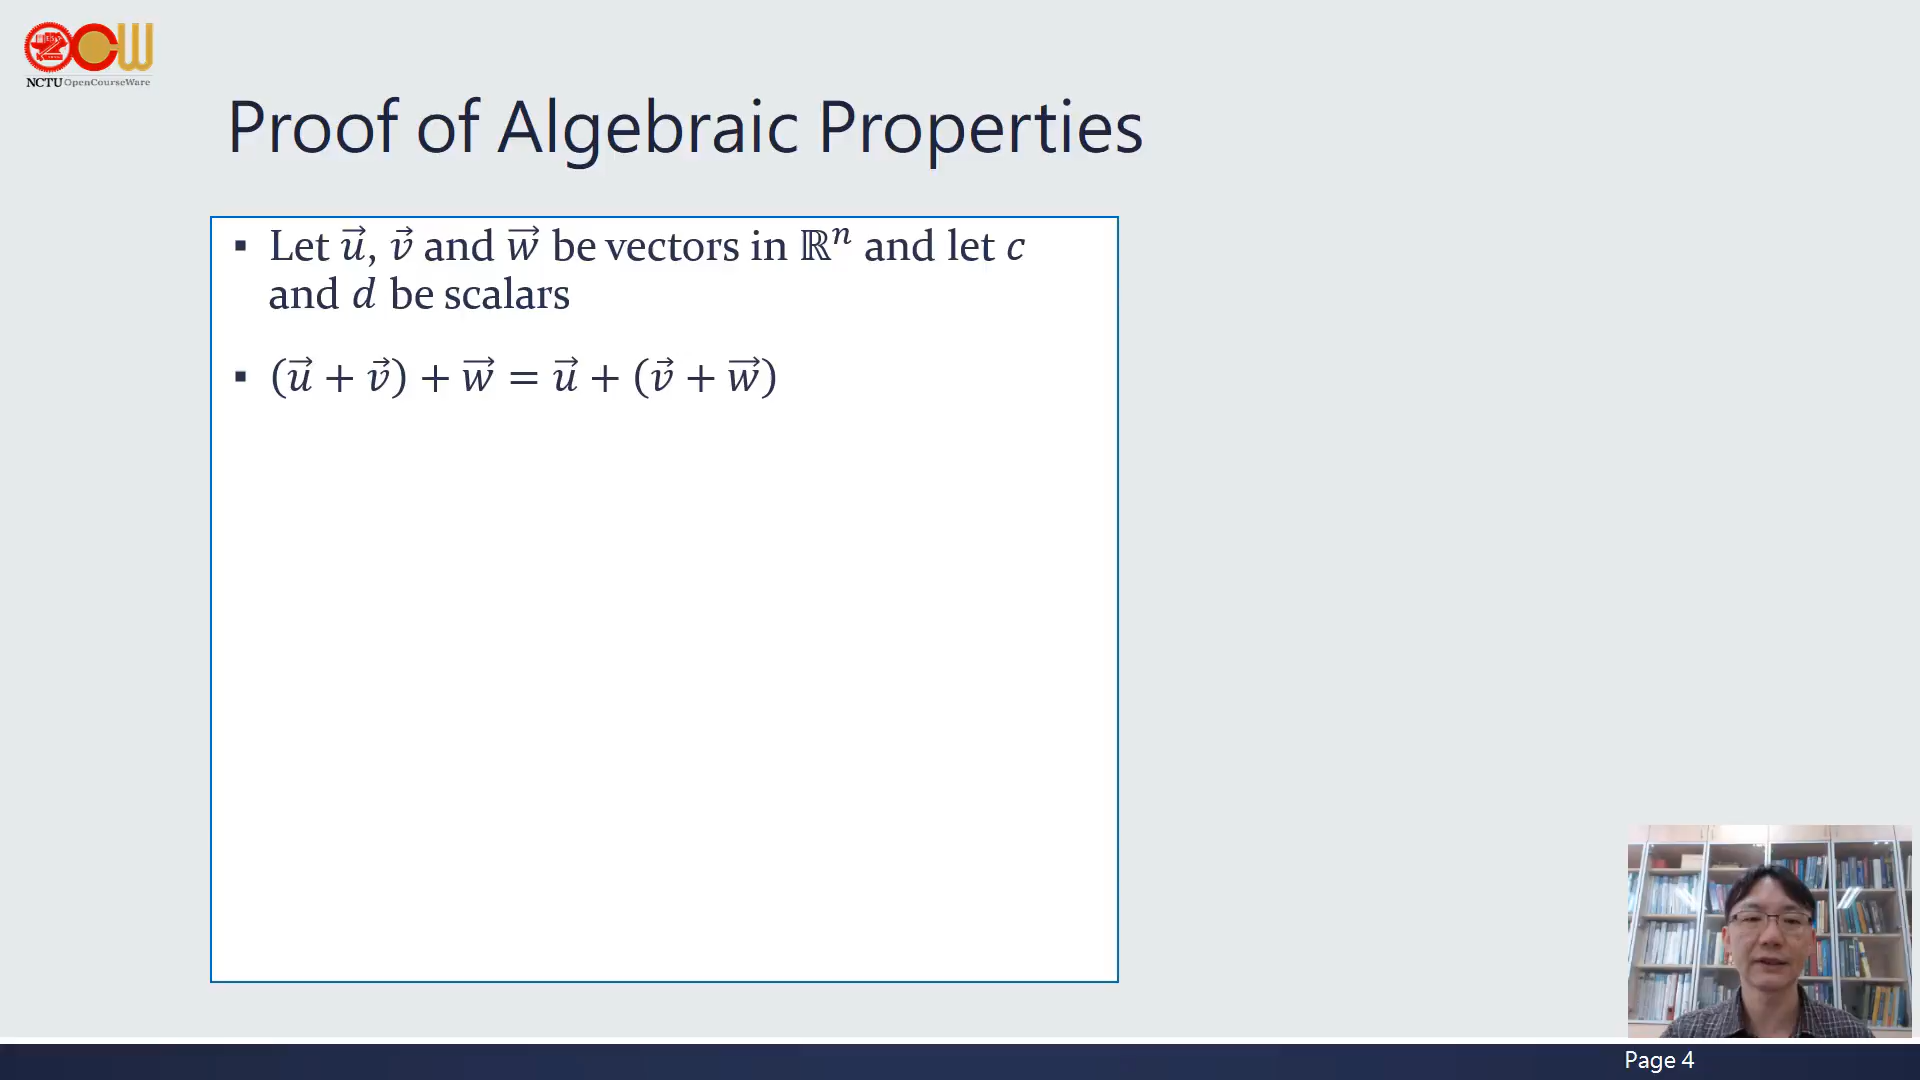 NCTU OpenCourseWare
Proof of Algebraic Properties
▪ Let u⃗, v⃗ and w⃗ be vectors in ℝⁿ and let c
and d be scalars
▪ (u⃗ + v⃗) + w⃗ = u⃗ + (v⃗ + w⃗)
Page 4